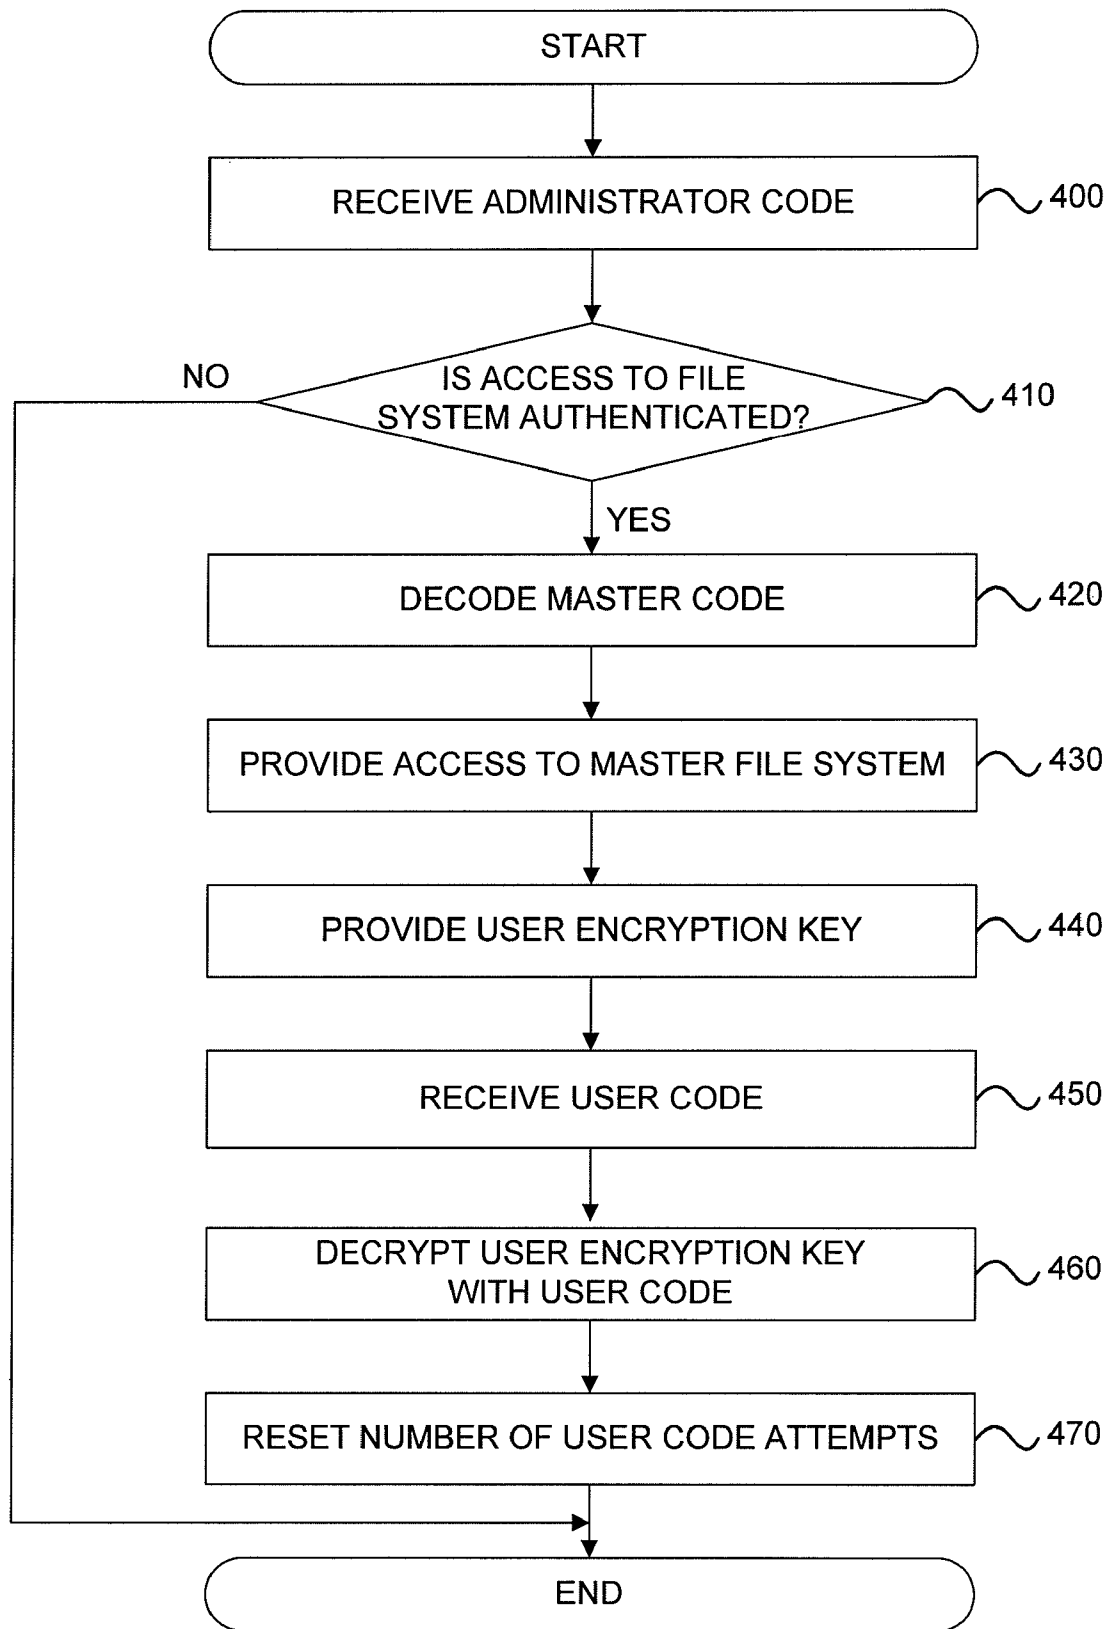 START
RECEIVE ADMINISTRATOR CODE
400
IS ACCESS TO FILE
SYSTEM AUTHENTICATED?
410
NO
YES
DECODE MASTER CODE
420
PROVIDE ACCESS TO MASTER FILE SYSTEM
430
PROVIDE USER ENCRYPTION KEY
440
RECEIVE USER CODE
450
DECRYPT USER ENCRYPTION KEY
WITH USER CODE
460
RESET NUMBER OF USER CODE ATTEMPTS
470
END